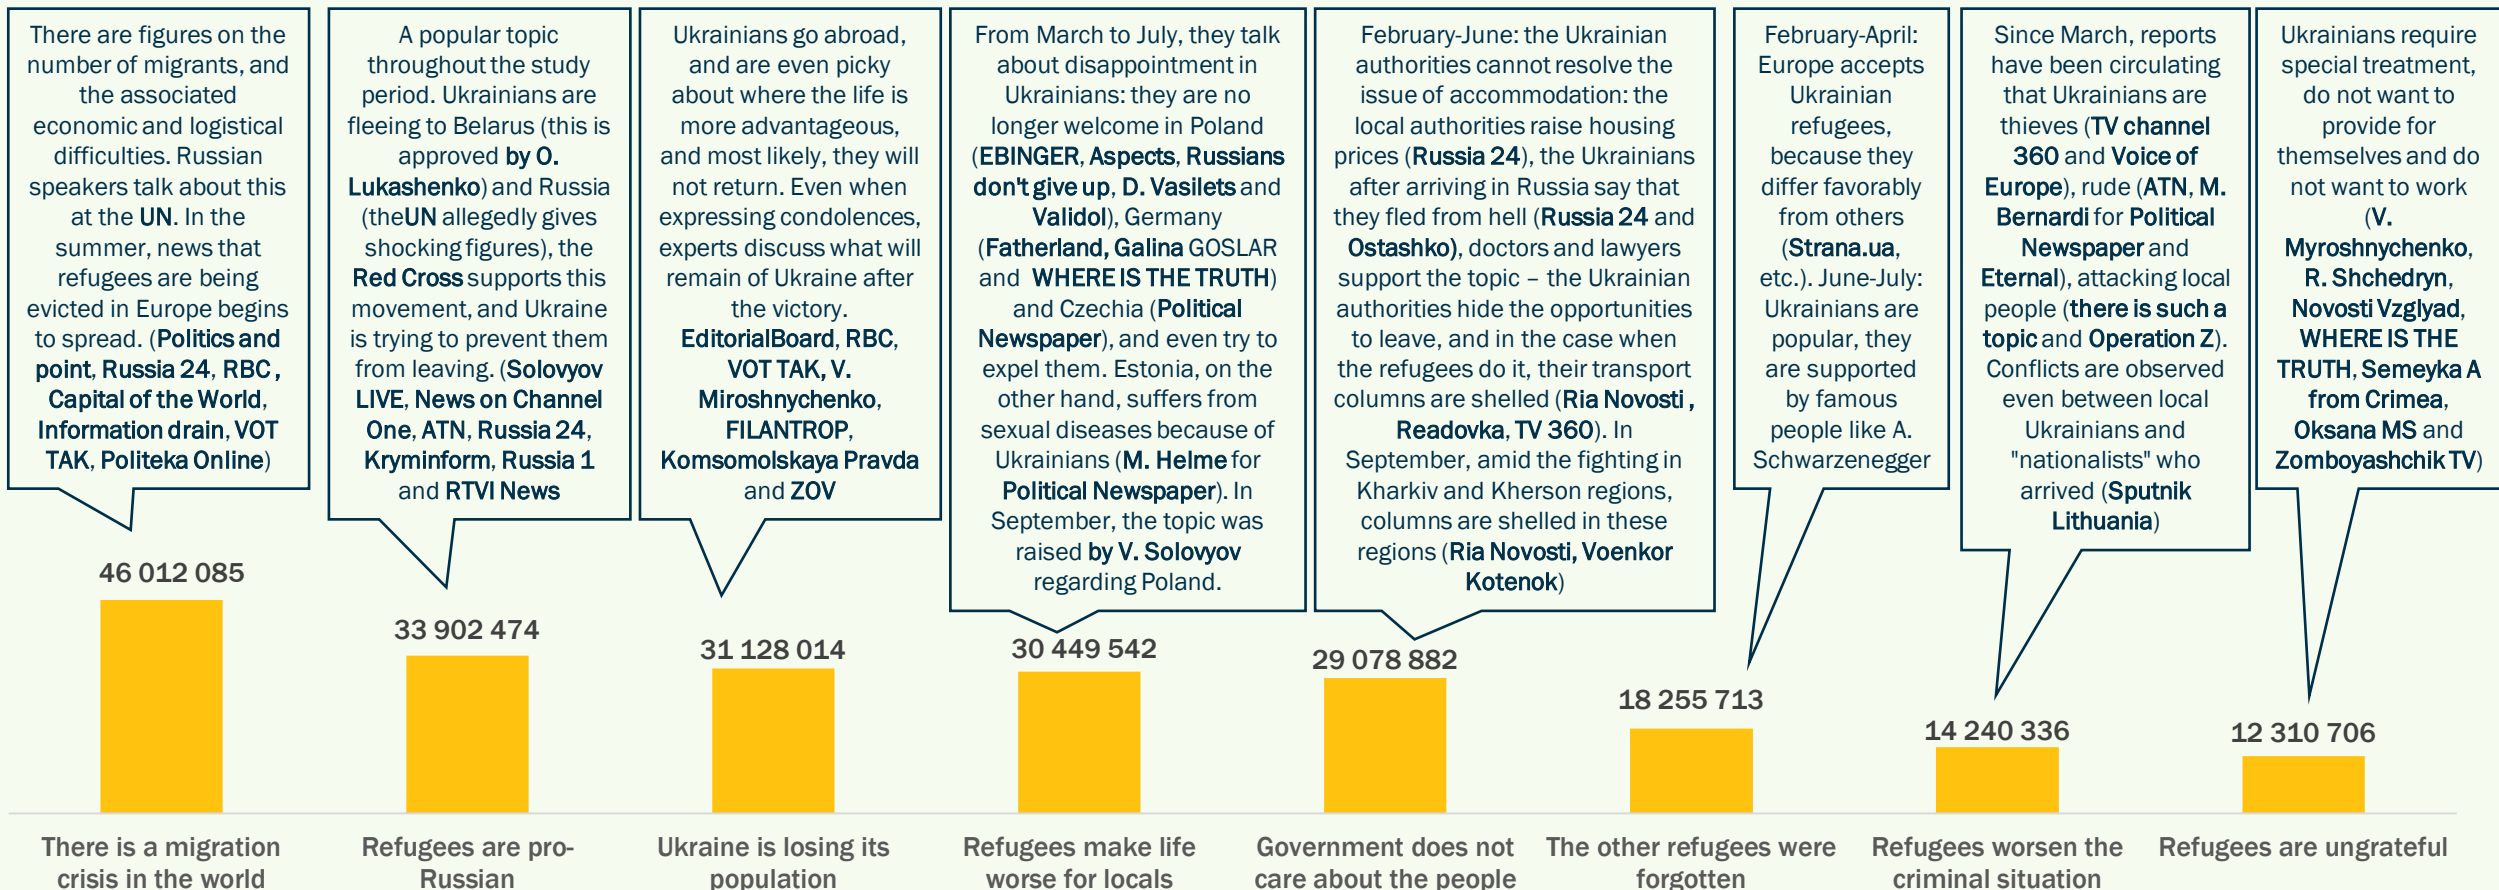 There are figures on the
number of migrants, and
the associated
economic and logistical
difficulties. Russian
speakers talk about this
at the UN. In the
summer, news that
refugees are being
evicted in Europe begins
to spread. (Politics and
point, Russia 24, RBC ,
Capital of the World,
Information drain, VOT
TAK, Politeka Online)
A popular topic
throughout the study
period. Ukrainians are
fleeing to Belarus (this is
approved by O.
Lukashenko) and Russia
(theUN allegedly gives
shocking figures), the
Red Cross supports this
movement, and Ukraine
is trying to prevent them
from leaving. (Solovyov
LIVE, News on Channel
One, ATN, Russia 24,
Kryminform, Russia 1
and RTVI News
Ukrainians go abroad,
and are even picky
about where the life is
more advantageous,
and most likely, they will
not return. Even when
expressing condolences,
experts discuss what will
remain of Ukraine after
the victory.
EditorialBoard, RBC,
VOT TAK, V.
Miroshnychenko,
FILANTROP,
Komsomolskaya Pravda
and ZOV
From March to July, they talk
about disappointment in
Ukrainians: they are no
longer welcome in Poland
(EBINGER, Aspects, Russians
don't give up, D. Vasilets and
Validol), Germany
(Fatherland, Galina GOSLAR
and WHERE IS THE TRUTH)
and Czechia (Political
Newspaper), and even try to
expel them. Estonia, on the
other hand, suffers from
sexual diseases because of
Ukrainians (M. Helme for
Political Newspaper). In
September, the topic was
raised by V. Solovyov
regarding Poland.
February-June: the Ukrainian
authorities cannot resolve the
issue of accommodation: the
local authorities raise housing
prices (Russia 24), the Ukrainians
after arriving in Russia say that
they fled from hell (Russia 24 and
Ostashko), doctors and lawyers
support the topic – the Ukrainian
authorities hide the opportunities
to leave, and in the case when
the refugees do it, their transport
columns are shelled (Ria Novosti ,
Readovka, TV 360). In
September, amid the fighting in
Kharkiv and Kherson regions,
columns are shelled in these
regions (Ria Novosti, Voenkor
Kotenok)
February-April:
Europe accepts
Ukrainian
refugees,
because they
differ favorably
from others
(Strana.ua,
etc.). June-July:
Ukrainians are
popular, they
are supported
by famous
people like A.
Schwarzenegger
Since March, reports
have been circulating
that Ukrainians are
thieves (TV channel
360 and Voice of
Europe), rude (ATN, M.
Bernardi for Political
Newspaper and
Eternal), attacking local
people (there is such a
topic and Operation Z).
Conflicts are observed
even between local
Ukrainians and
"nationalists" who
arrived (Sputnik
Lithuania)
Ukrainians require
special treatment,
do not want to
provide for
themselves and do
not want to work
(V.
Myroshnychenko,
R. Shchedryn,
Novosti Vzglyad,
WHERE IS THE
TRUTH, Semeyka A
from Crimea,
Oksana MS and
Zomboyashchik TV)
46 012 085
33 902 474
31 128 014
30 449 542
29 078 882
18 255 713
14 240 336
12 310 706
There is a migration
crisis in the world
Refugees are pro-
Russian
Ukraine is losing its
population
Refugees make life
worse for locals
Government does not
care about the people
The other refugees were
forgotten
Refugees worsen the
criminal situation
Refugees are ungrateful